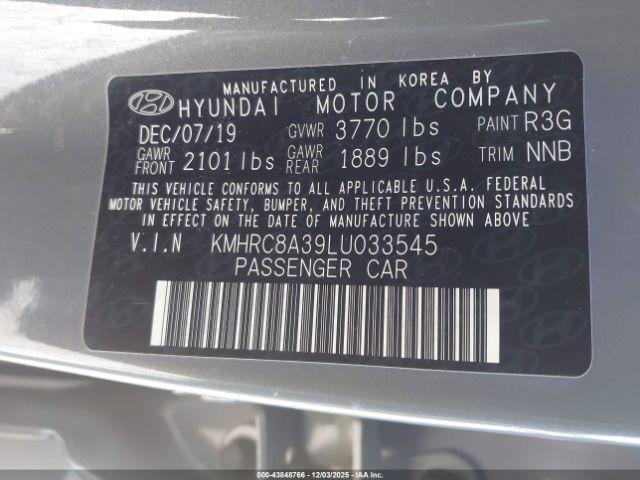 MANUFACTURED IN KOREA BY
HYUNDAI MOTOR COMPANY
DEC/07/19 GVWR 3770 lbs PAINT R3G
GAWR FRONT 2101 lbs GAWR REAR 1889 lbs TRIM NNB
THIS VEHICLE CONFORMS TO ALL APPLICABLE U.S.A. FEDERAL
MOTOR VEHICLE SAFETY, BUMPER, AND THEFT PREVENTION STANDARDS
IN EFFECT ON THE DATE OF MANUFACTURE SHOWN ABOVE.
V.I.N KMHRC8A39LU033545
PASSENGER CAR
00-43848766 - 12/03/2025 - IAA Inc.